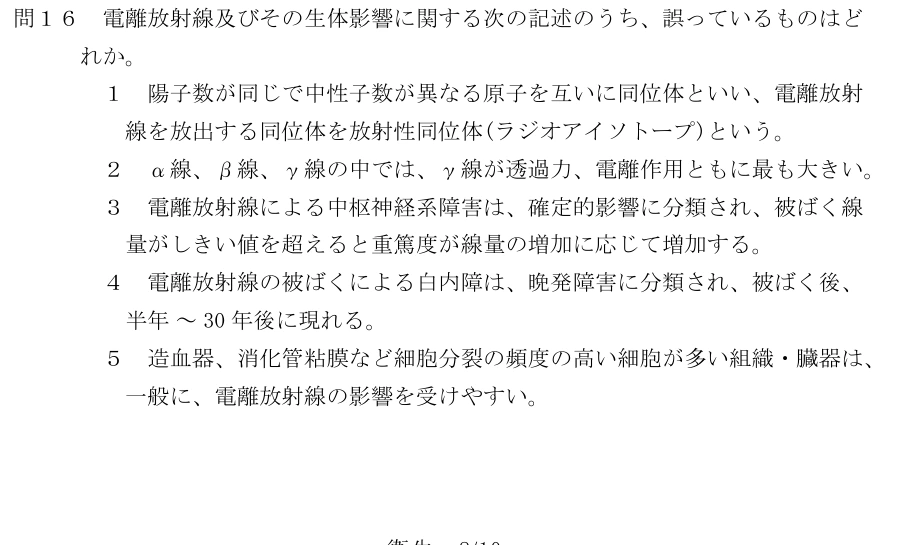 問１６　電離放射線及びその生体影響に関する次の記述のうち、誤っているものはど
れか。
１　陽子数が同じで中性子数が異なる原子を互いに同位体といい、電離放射
線を放出する同位体を放射性同位体(ラジオアイソトープ)という。
２　α線、β線、γ線の中では、γ線が透過力、電離作用ともに最も大きい。
３　電離放射線による中枢神経系障害は、確定的影響に分類され、被ばく線
量がしきい値を超えると重篤度が線量の増加に応じて増加する。
４　電離放射線の被ばくによる白内障は、晩発障害に分類され、被ばく後、
半年 ～ 30 年後に現れる。
５　造血器、消化管粘膜など細胞分裂の頻度の高い細胞が多い組織・臓器は、
一般に、電離放射線の影響を受けやすい。